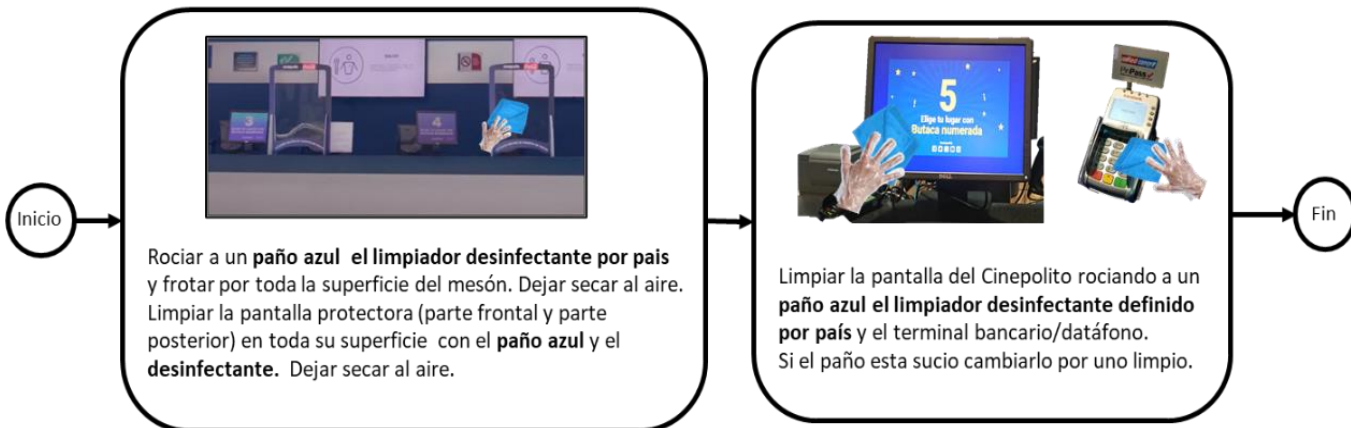 Inicio
3
4
Rociar a un paño azul  el limpiador desinfectante por pais
y frotar por toda la superficie del mesón. Dejar secar al aire.
Limpiar la pantalla protectora (parte frontal y parte
posterior) en toda su superficie  con el paño azul y el
desinfectante.  Dejar secar al aire.
5
Elige tu lugar con
Butaca numerada
DELL
Limpiar la pantalla del Cinepolito rociando a un
paño azul el limpiador desinfectante definido
por país y el terminal bancario/datáfono.
Si el paño esta sucio cambiarlo por uno limpio.
Fin